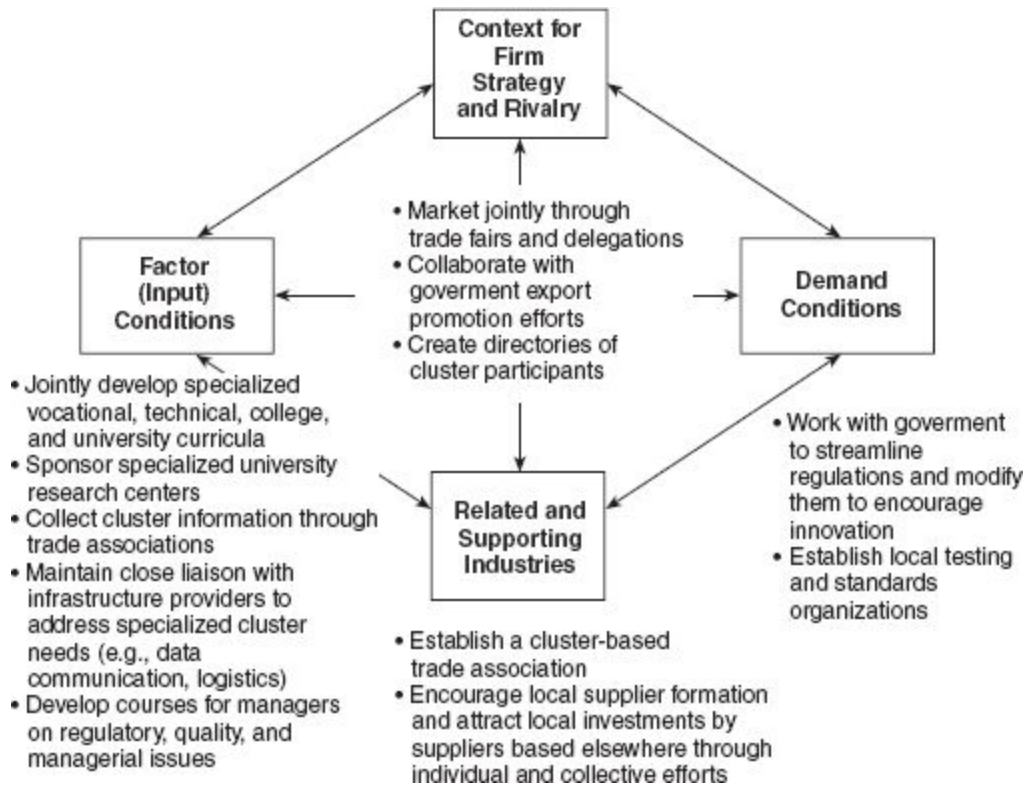 Context for
Firm
Strategy
and Rivalry
• Market jointly through
trade fairs and delegations
• Collaborate with
goverment export
promotion efforts
• Create directories of
cluster participants
Factor
(Input)
Conditions
Demand
Conditions
• Jointly develop specialized
vocational, technical, college,
and university curricula
• Sponsor specialized university
research centers
• Collect cluster information through
trade associations
• Maintain close liaison with
infrastructure providers to
address specialized cluster
needs (e.g., data
communication, logistics)
• Develop courses for managers
on regulatory, quality, and
managerial issues
Related and
Supporting
Industries
• Establish a cluster-based
trade association
• Encourage local supplier formation
and attract local investments by
suppliers based elsewhere through
individual and collective efforts
• Work with goverment
to streamline
regulations and modify
them to encourage
innovation
• Establish local testing
and standards
organizations